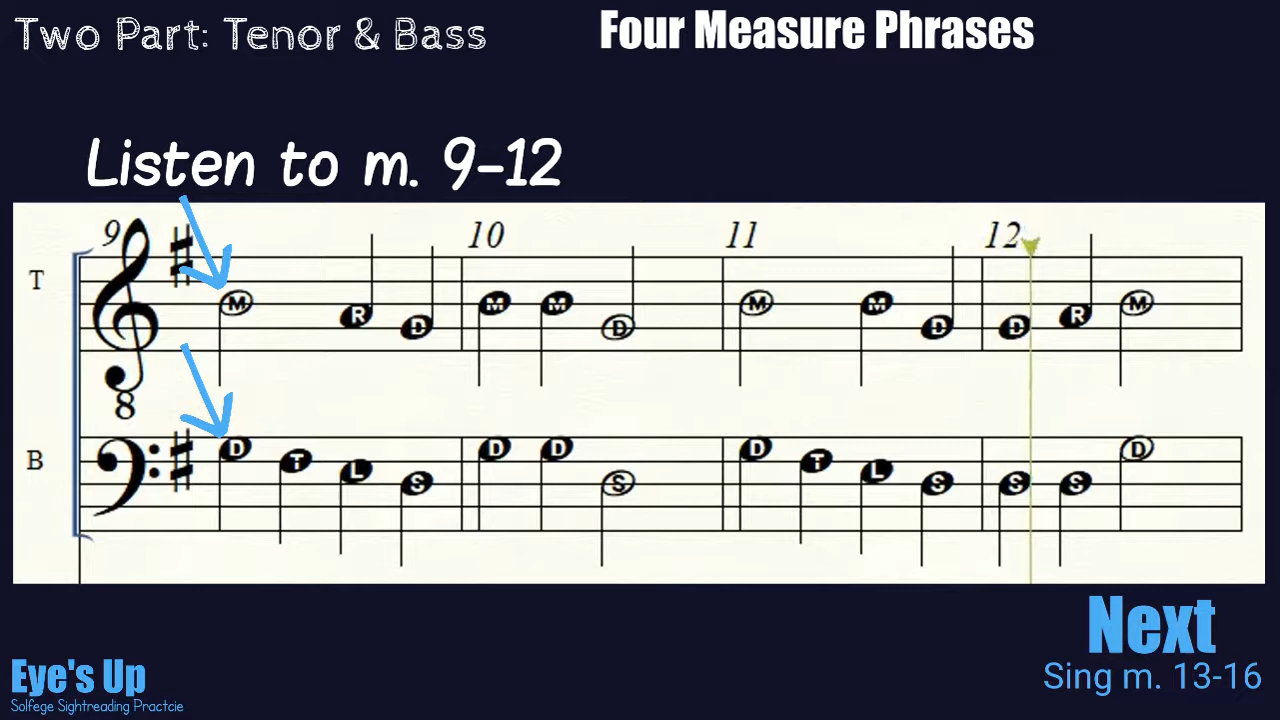 Two Part: Tenor & Bass
Four Measure Phrases
Listen to m. 9-12
9 10 11 12
T
M R D M M D M M D D R M
8
B
D T L S D D S D T L S S S D
Next
Sing m. 13-16
Eye's Up
Solfege Sightreading Practcie